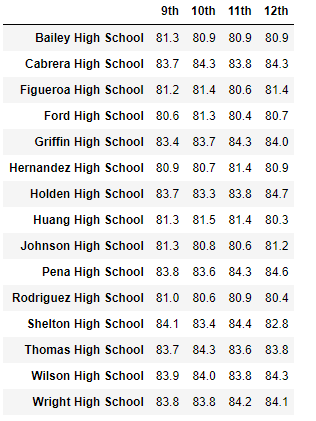 9th 10th 11th 12th
Bailey High School 81.3 80.9 80.9 80.9
Cabrera High School 83.7 84.3 83.8 84.3
Figueroa High School 81.2 81.4 80.6 81.4
Ford High School 80.6 81.3 80.4 80.7
Griffin High School 83.4 83.7 84.3 84.0
Hernandez High School 80.9 80.7 81.4 80.9
Holden High School 83.7 83.3 83.8 84.7
Huang High School 81.3 81.5 81.4 80.3
Johnson High School 81.3 80.8 80.6 81.2
Pena High School 83.8 83.6 84.3 84.6
Rodriguez High School 81.0 80.6 80.9 80.4
Shelton High School 84.1 83.4 84.4 82.8
Thomas High School 83.7 84.3 83.6 83.8
Wilson High School 83.9 84.0 83.8 84.3
Wright High School 83.8 83.8 84.2 84.1